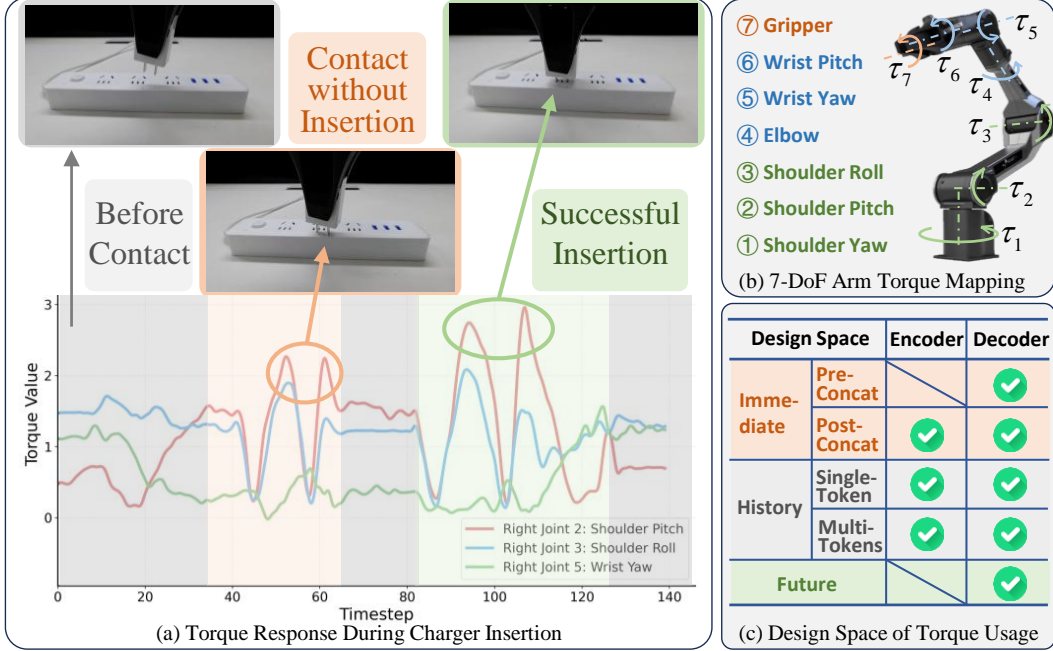 Before
Contact
Contact
without
Insertion
Successful
Insertion
Torque Value
3
2
1
0
Right Joint 2: Shoulder Pitch
Right Joint 3: Shoulder Roll
Right Joint 5: Wrist Yaw
0
20
40
60
80
100
120
140
Timestep
(a) Torque Response During Charger Insertion
⑦ Gripper
⑥ Wrist Pitch
⑤ Wrist Yaw
④ Elbow
③ Shoulder Roll
② Shoulder Pitch
① Shoulder Yaw
τ5
τ6
τ7
τ4
τ3
τ2
τ1
(b) 7-DoF Arm Torque Mapping
Design Space Encoder Decoder
Imme-
diate
Pre-
Concat
Post-
Concat
History
Single-
Token
Multi-
Tokens
Future
(c) Design Space of Torque Usage